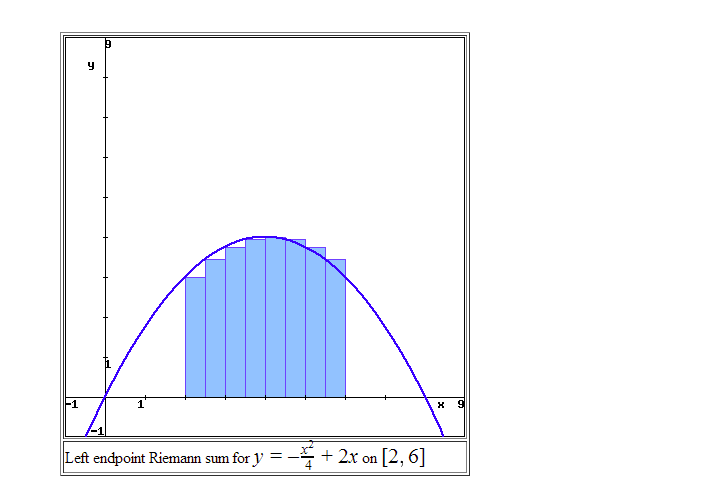 9
y
1
-1 1 x 9
-1
Left endpoint Riemann sum for y = -x²/4 + 2x on [2, 6]